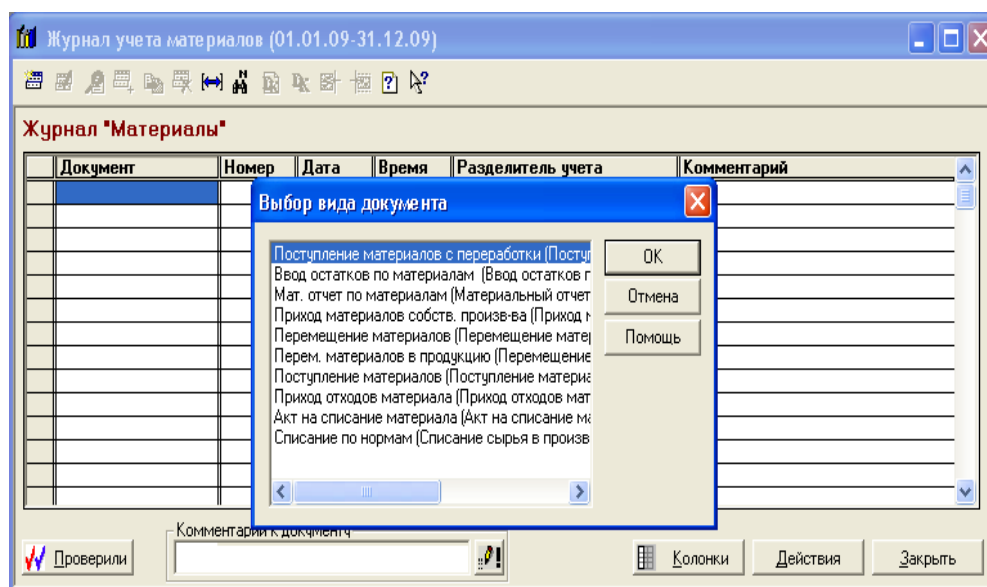 Журнал учета материалов (01.01.09-31.12.09)
Журнал "Материалы"
Документ Номер Дата Время Разделитель учета Комментарий
Выбор вида документа
Поступление материалов с переработки (Посту
Ввод остатков по материалам (Ввод остатков п
Мат. отчет по материалам (Материальный отчет
Приход материалов собств. произв-ва (Приход м
Перемещение материалов (Перемещение мате
Перем. материалов в продукцию (Перемещение
Поступление материалов (Поступление материа
Приход отходов материала (Приход отходов мат
Акт на списание материала (Акт на списание ма
Списание по нормам (Списание сырья в произв
OK
Отмена
Помощь
Комментарий к документу
Проверили
Колонки Действия Закрыть